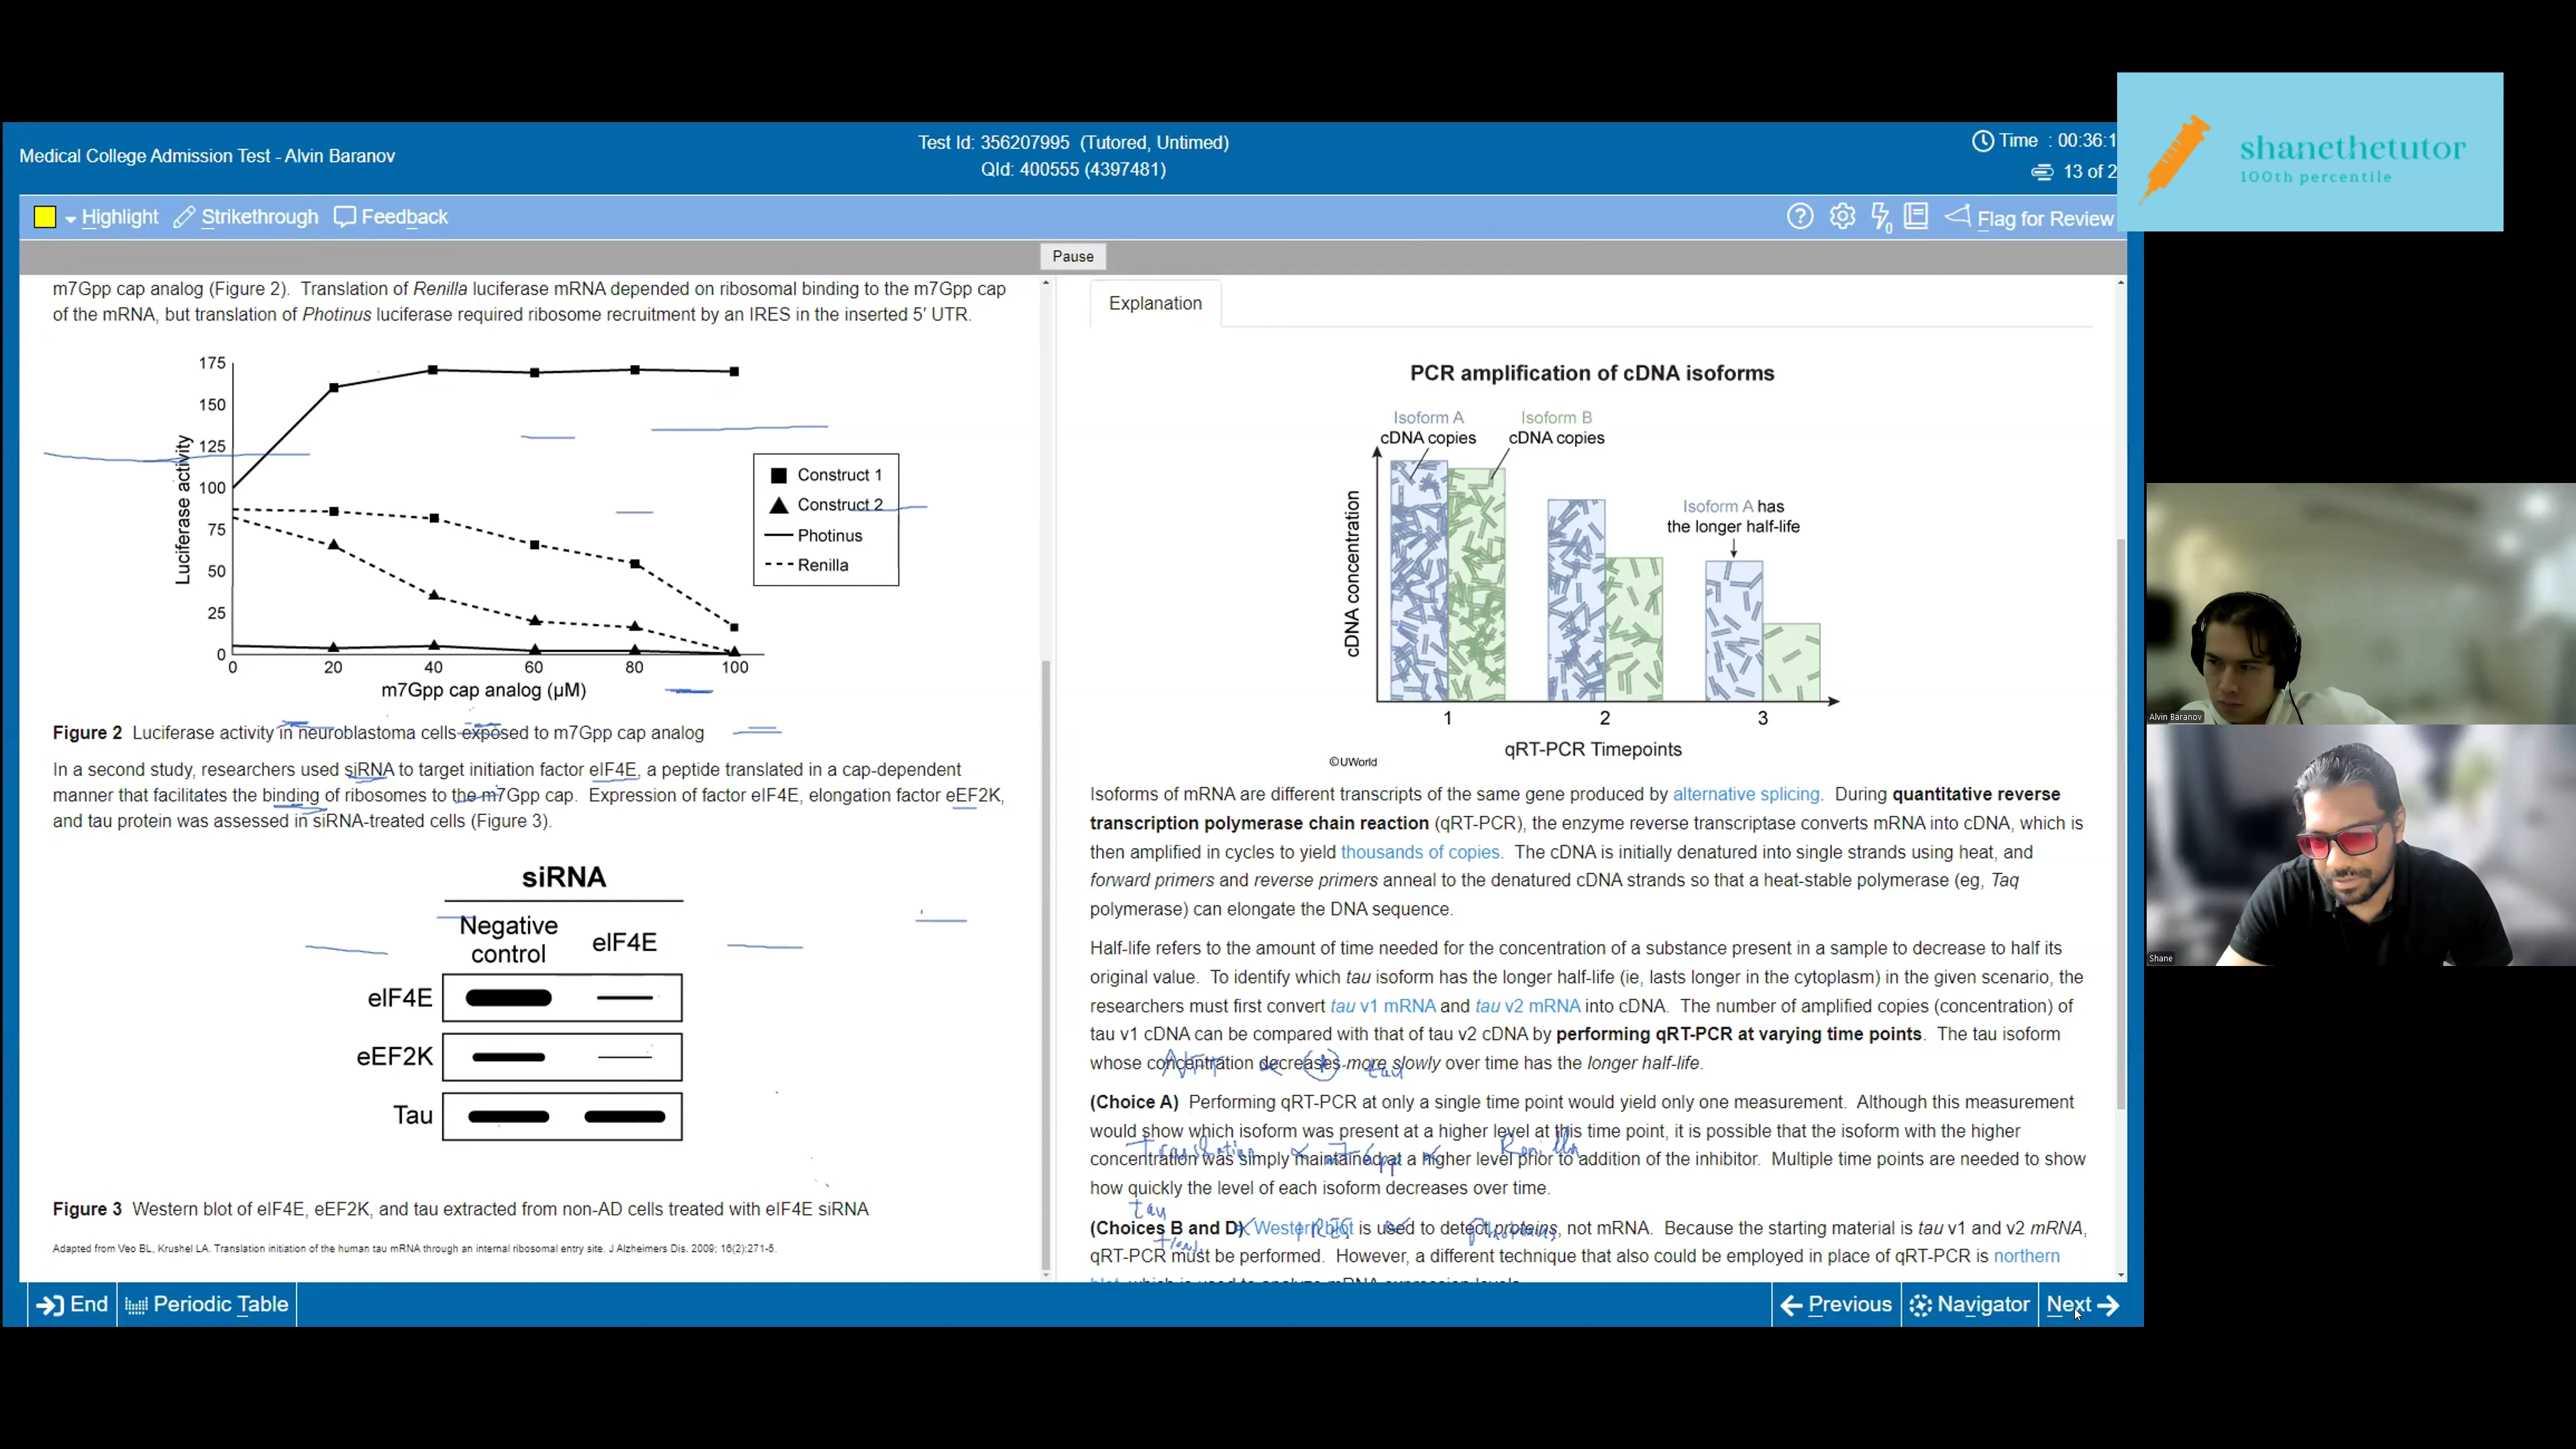 shanethetutor
100th percentile
Medical College Admission Test - Alvin Baranov
Test Id: 356207995 (Tutored, Untimed)
QId: 400555 (4397481)
Time : 00:36:1
13 of 2
Highlight
Strikethrough
Feedback
Flag for Review
Pause
m7Gpp cap analog (Figure 2). Translation of Renilla luciferase mRNA depended on ribosomal binding to the m7Gpp cap
of the mRNA, but translation of Photinus luciferase required ribosome recruitment by an IRES in the inserted 5′ UTR.
175
150
125
100
75
50
25
0
Luciferase activity
0 20 40 60 80 100
m7Gpp cap analog (µM)
Construct 1
Construct 2
Photinus
Renilla
Figure 2 Luciferase activity in neuroblastoma cells exposed to m7Gpp cap analog
In a second study, researchers used siRNA to target initiation factor eIF4E, a peptide translated in a cap-dependent
manner that facilitates the binding of ribosomes to the m7Gpp cap. Expression of factor eIF4E, elongation factor eEF2K,
and tau protein was assessed in siRNA-treated cells (Figure 3).
siRNA
Negative
control
eIF4E
eIF4E
eEF2K
Tau
Figure 3 Western blot of eIF4E, eEF2K, and tau extracted from non-AD cells treated with eIF4E siRNA
Adapted from Veo BL, Krushel LA. Translation initiation of the human tau mRNA through an internal ribosomal entry site. J Alzheimers Dis. 2009; 16(2):271-5.
Explanation
PCR amplification of cDNA isoforms
Isoform A
cDNA copies
Isoform B
cDNA copies
Isoform A has
the longer half-life
cDNA concentration
1 2 3
qRT-PCR Timepoints
©UWorld
Isoforms of mRNA are different transcripts of the same gene produced by alternative splicing. During quantitative reverse
transcription polymerase chain reaction (qRT-PCR), the enzyme reverse transcriptase converts mRNA into cDNA, which is
then amplified in cycles to yield thousands of copies. The cDNA is initially denatured into single strands using heat, and
forward primers and reverse primers anneal to the denatured cDNA strands so that a heat-stable polymerase (eg, Taq
polymerase) can elongate the DNA sequence.
Half-life refers to the amount of time needed for the concentration of a substance present in a sample to decrease to half its
original value. To identify which tau isoform has the longer half-life (ie, lasts longer in the cytoplasm) in the given scenario, the
researchers must first convert tau v1 mRNA and tau v2 mRNA into cDNA. The number of amplified copies (concentration) of
tau v1 cDNA can be compared with that of tau v2 cDNA by performing qRT-PCR at varying time points. The tau isoform
whose concentration decreases more slowly over time has the longer half-life.
tau
(Choice A) Performing qRT-PCR at only a single time point would yield only one measurement. Although this measurement
would show which isoform was present at a higher level at this time point, it is possible that the isoform with the higher
concentration was simply maintained at a higher level prior to addition of the inhibitor. Multiple time points are needed to show
Translation Renilla
how quickly the level of each isoform decreases over time.
tau
(Choices B and D) Western blot is used to detect proteins, not mRNA. Because the starting material is tau v1 and v2 mRNA,
IRES Photinus
qRT-PCR must be performed. However, a different technique that also could be employed in place of qRT-PCR is northern
blot, which is used to analyze mRNA expression levels.
End
Periodic Table
Previous
Navigator
Next
Alvin Baranov
Shane